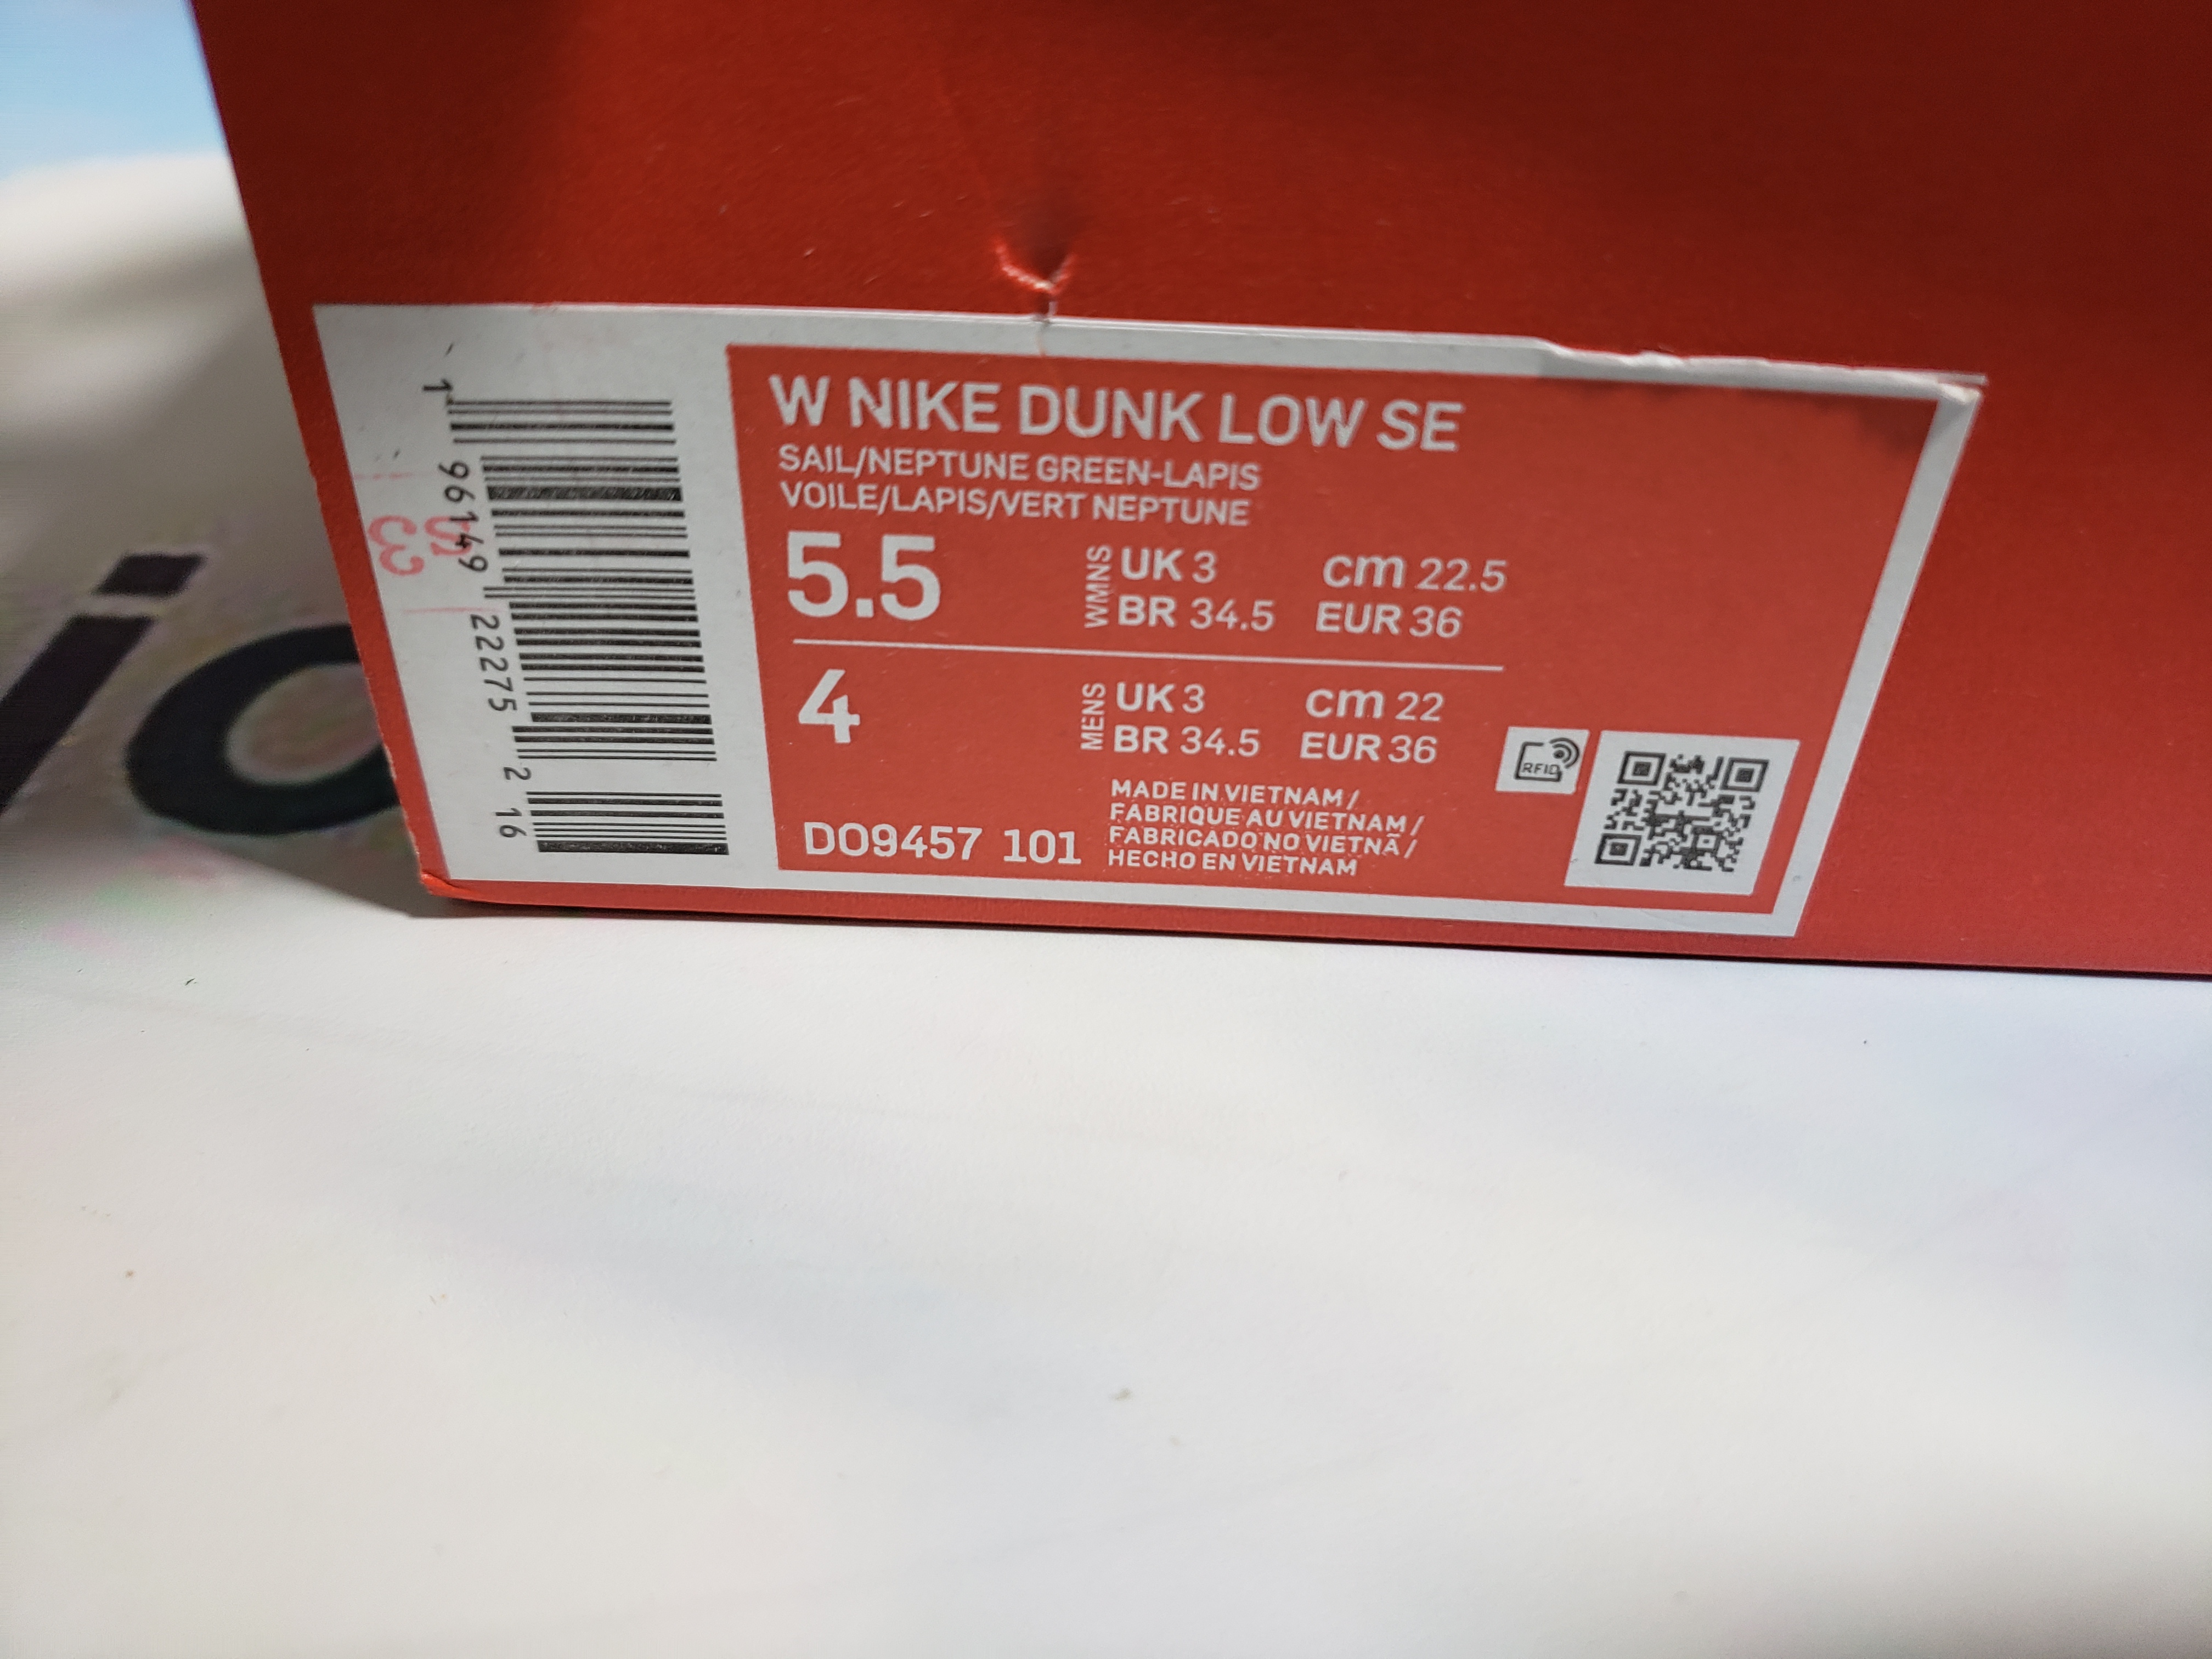 W NIKE DUNK LOW SE
SAIL/NEPTUNE GREEN-LAPIS
VOILE/LAPIS/VERT NEPTUNE
5.5
WMNS
UK 3 cm 22.5
BR 34.5 EUR 36
4
MENS
UK 3 cm 22
BR 34.5 EUR 36
MADE IN VIETNAM /
FABRIQUE AU VIETNAM /
FABRICADO NO VIETNÃ /
HECHO EN VIETNAM
DO9457 101
RFID
1 96149 22275 2 16